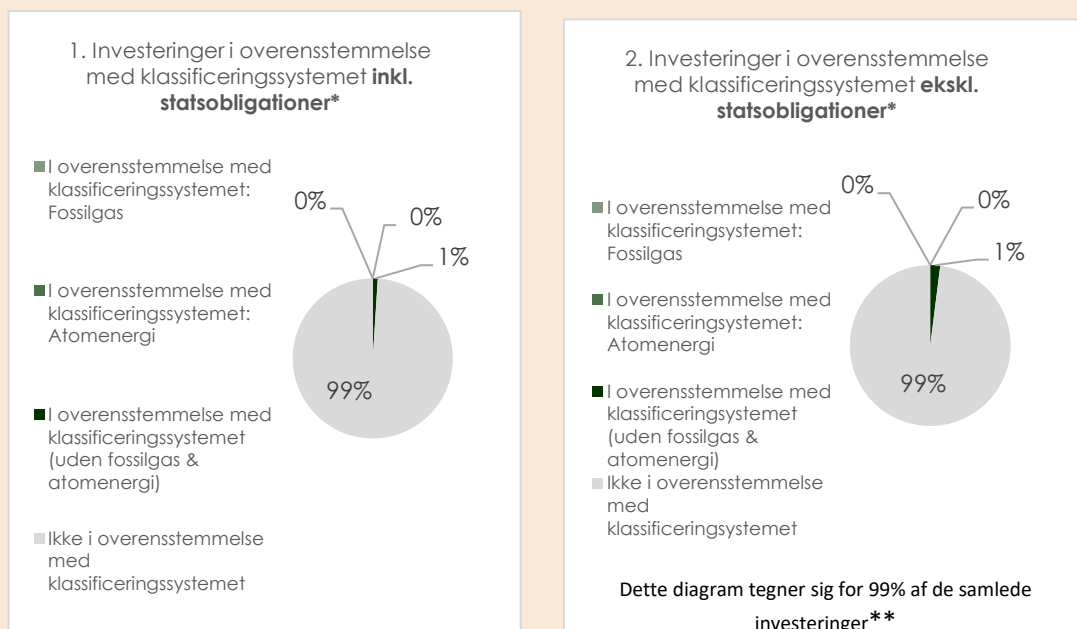 1. Investeringer i overensstemmelse
med klassificeringssystemet inkl.
statsobligationer*
I overensstemmelse med
klassificeringssystemet:
Fossilgas
I overensstemmelse med
klassificeringssystemet:
Atomenergi
I overensstemmelse med
klassificeringssystemet
(uden fossilgas &
atomenergi)
Ikke i overensstemmelse
med
klassificeringssystemet
0%
0%
1%
99%
2. Investeringer i overensstemmelse
med klassificeringssystemet ekskl.
statsobligationer*
I overensstemmelse med
klassificeringsytemet:
Fossilgas
I overensstemmelse med
klassificeringssystemet:
Atomenergi
I overensstemmelse med
klassificeringssystemet
(uden fossilgas &
atomenergi)
Ikke i overensstemmelse
med
klassificeringsytemet
0%
0%
1%
99%
Dette diagram tegner sig for 99% af de samlede
investeringer**